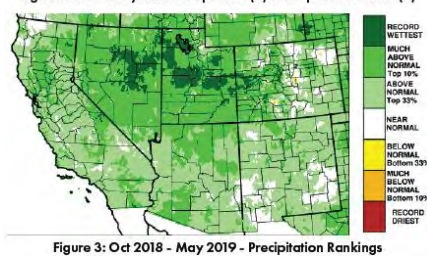 RECORD
WETTEST
MUCH
ABOVE
NORMAL
Top 10%
ABOVE
NORMAL
Top 33%
NEAR
NORMAL
BELOW
NORMAL
Bottom 33%
MUCH
BELOW
NORMAL
Bottom 10%
RECORD
DRIEST
Figure 3: Oct 2018 - May 2019 - Precipitation Rankings